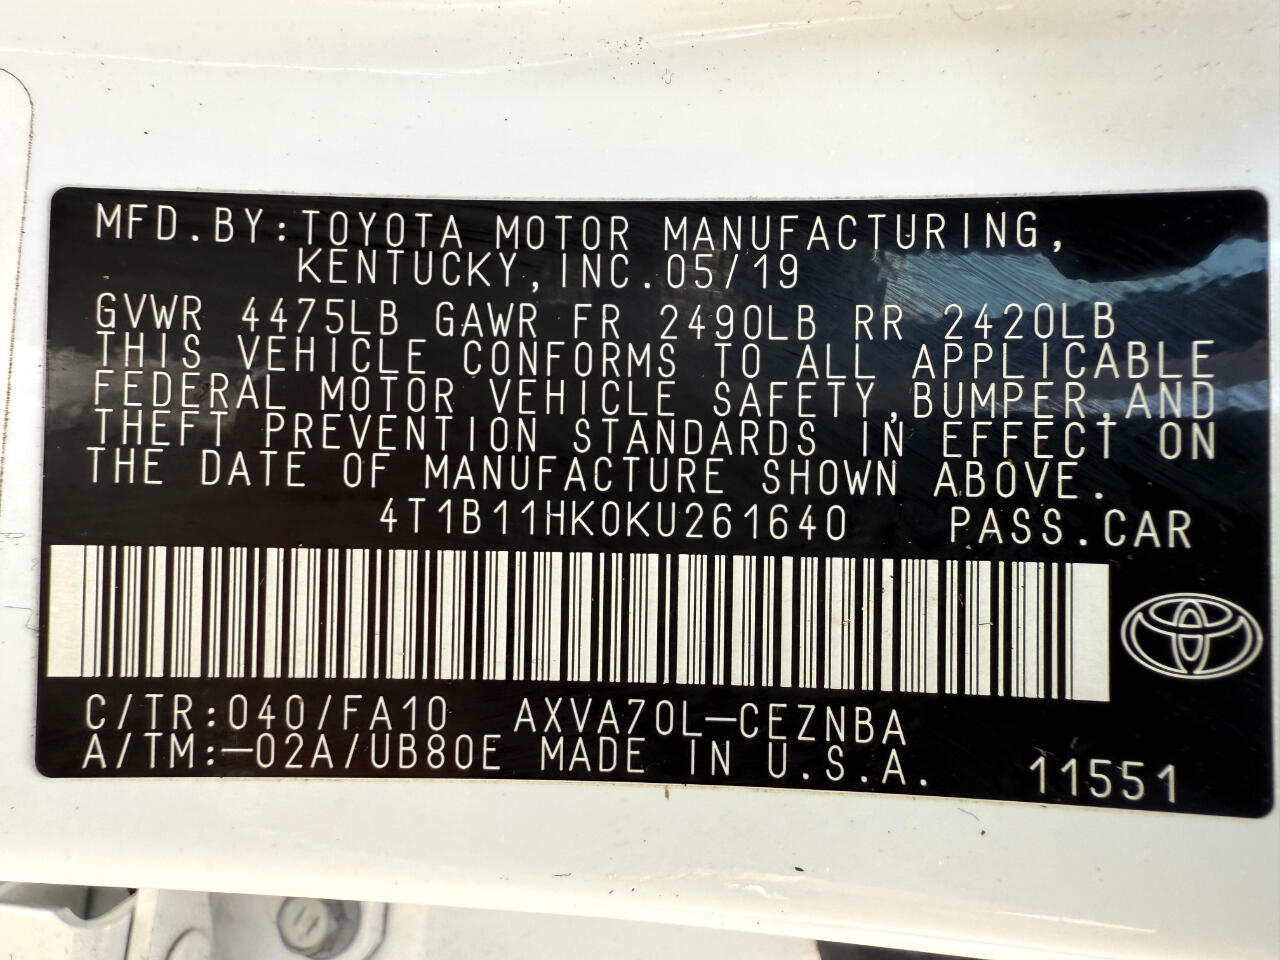 MFD.BY:TOYOTA MOTOR MANUFACTURING,
KENTUCKY,INC.05/19
GVWR 4475LB GAWR FR 2490LB RR 2420LB
THIS VEHICLE CONFORMS TO ALL APPLICABLE
FEDERAL MOTOR VEHICLE SAFETY,BUMPER,AND
THEFT PREVENTION STANDARDS IN EFFECT ON
THE DATE OF MANUFACTURE SHOWN ABOVE.
4T1B11HK0KU261640 PASS.CAR
C/TR:040/FA10 AXVA70L-CEZNBA
A/TM:-02A/UB80E MADE IN U.S.A. 11551